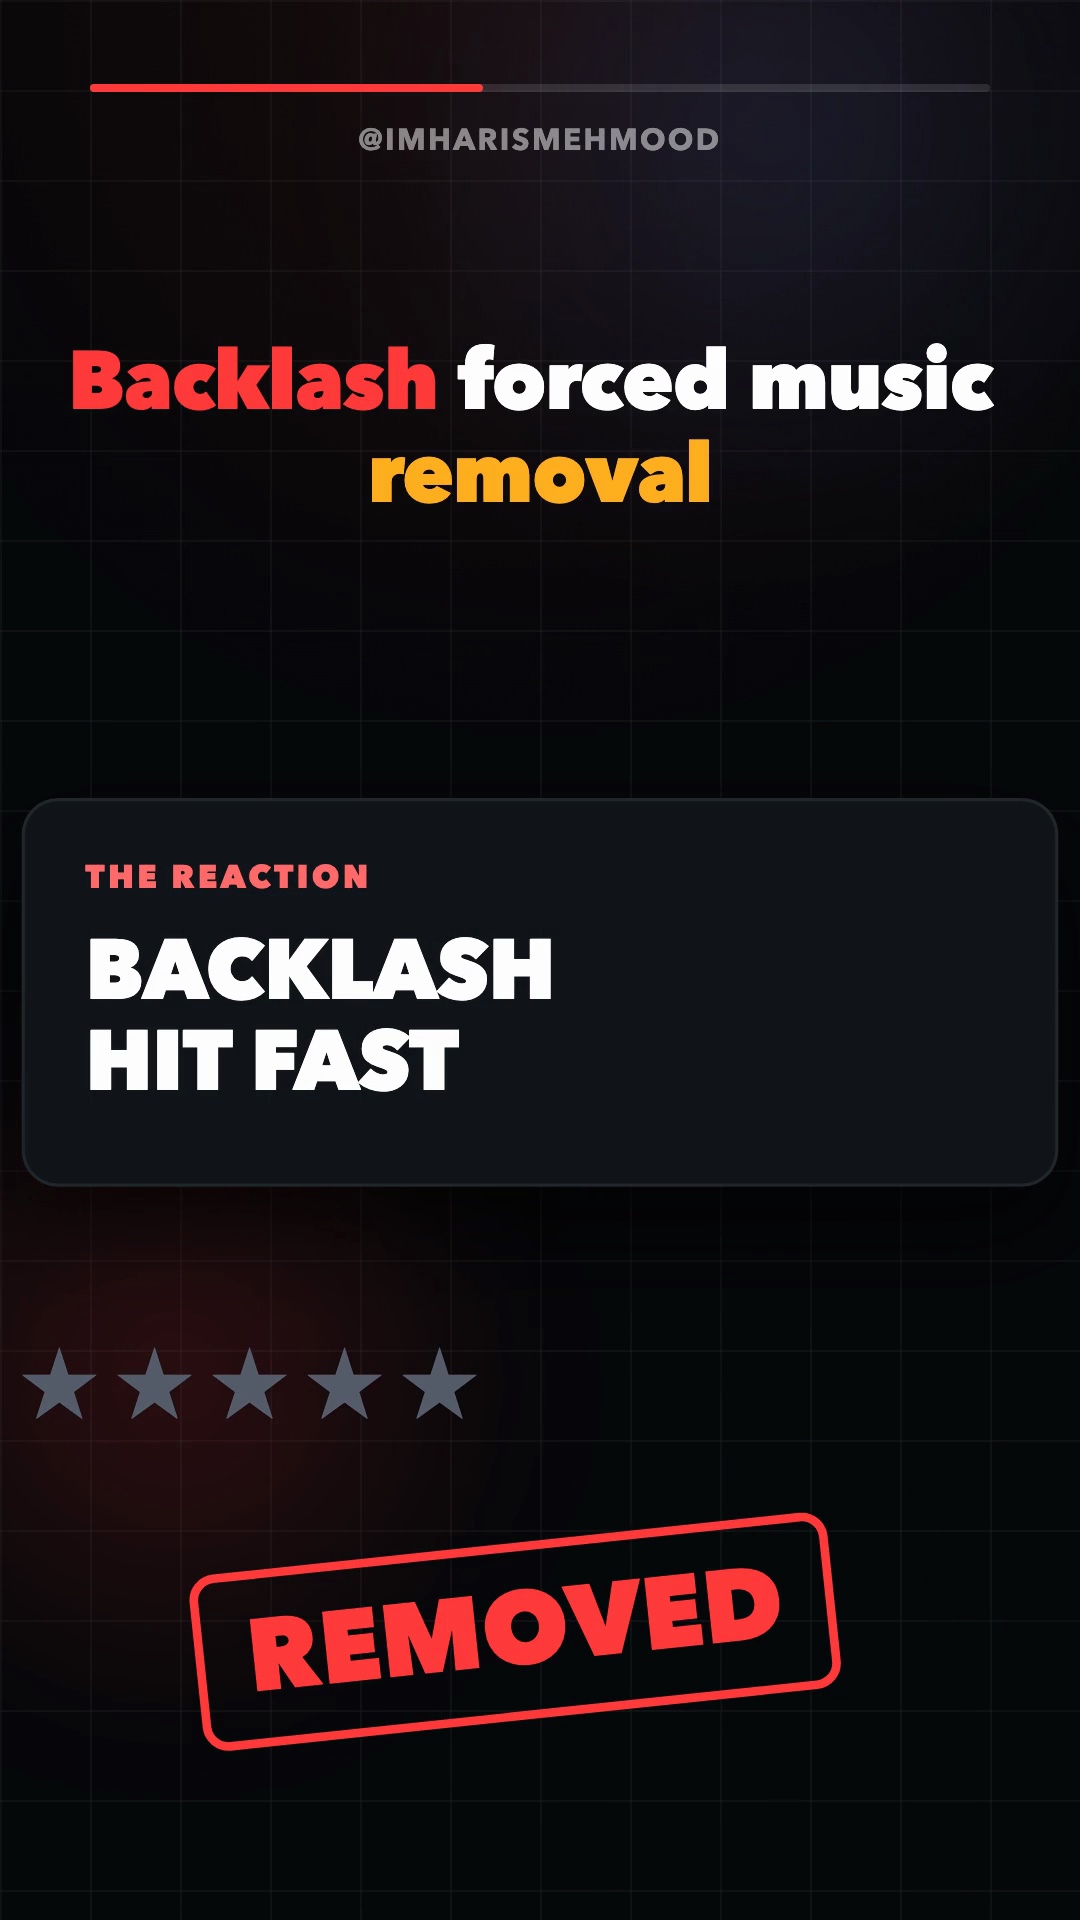 @IMHARISMEHMOOD
Backlash forced music
removal
THE REACTION
BACKLASH
HIT FAST
REMOVED